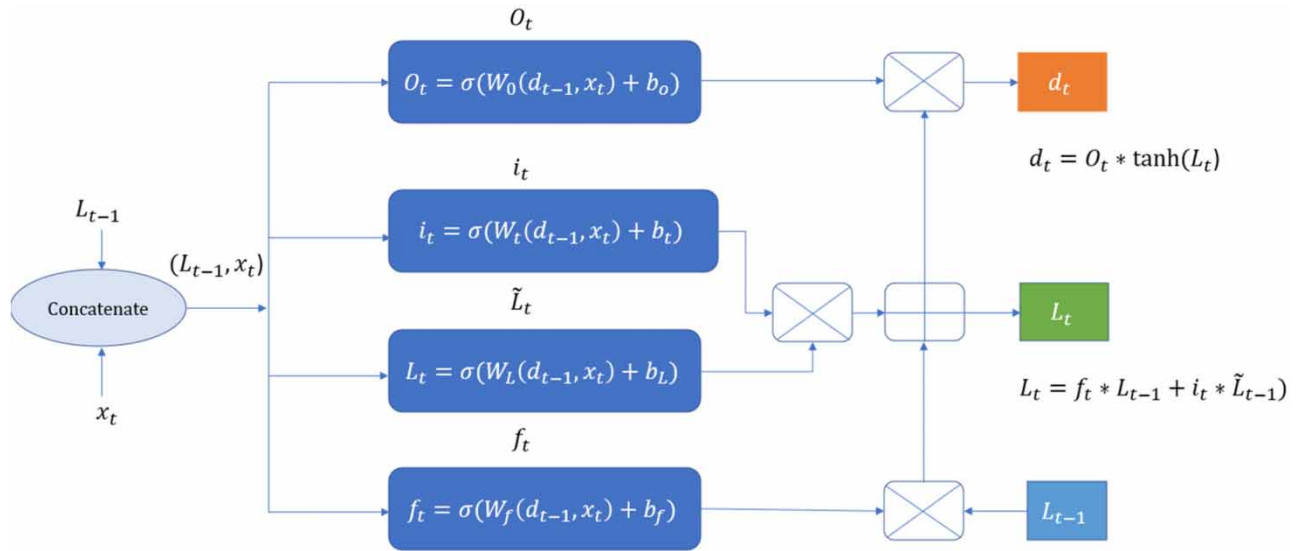 O_t
O_t = σ(W_0(d_{t−1}, x_t) + b_o)
d_t
d_t = O_t * tanh(L_t)
i_t
i_t = σ(W_t(d_{t−1}, x_t) + b_t)
L_{t−1}
(L_{t−1}, x_t)
Concatenate
x_t
L̃_t
L_t = σ(W_L(d_{t−1}, x_t) + b_L)
L_t
L_t = f_t * L_{t−1} + i_t * L̃_{t−1})
f_t
f_t = σ(W_f(d_{t−1}, x_t) + b_f)
L_{t−1}